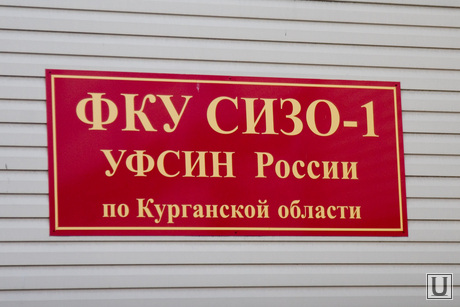 ФКУ СИЗО-1
УФСИН России
по Курганской области
U